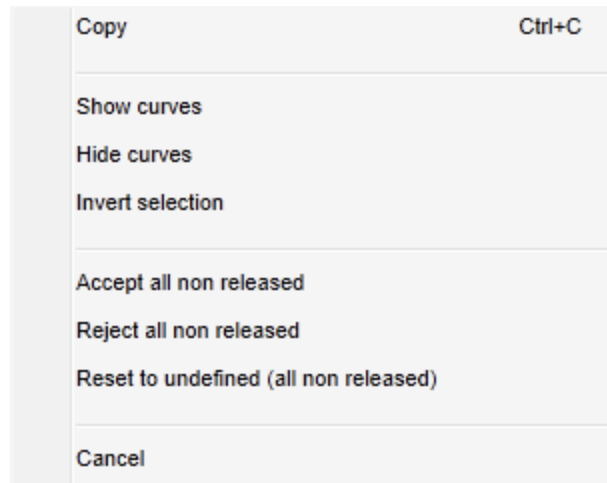 Copy Ctrl+C
Show curves
Hide curves
Invert selection
Accept all non released
Reject all non released
Reset to undefined (all non released)
Cancel